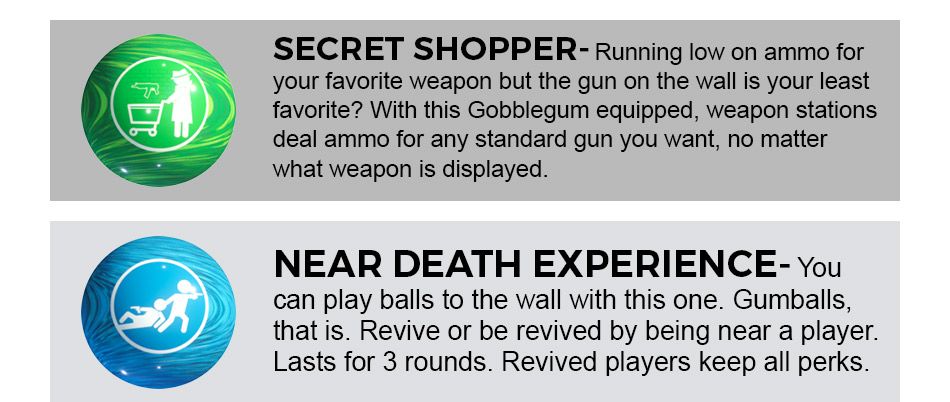 SECRET SHOPPER- Running low on ammo for
your favorite weapon but the gun on the wall is your least
favorite? With this Gobblegum equipped, weapon stations
deal ammo for any standard gun you want, no matter
what weapon is displayed.
NEAR DEATH EXPERIENCE- You
can play balls to the wall with this one. Gumballs,
that is. Revive or be revived by being near a player.
Lasts for 3 rounds. Revived players keep all perks.